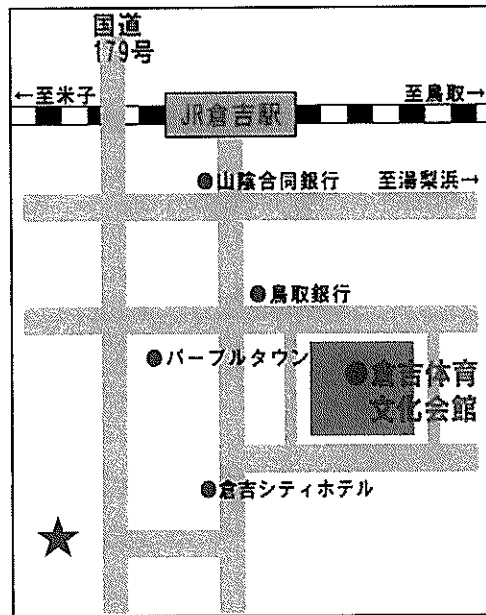 国道
179号
←至米子
至鳥取→
JR倉吉駅
●山陰合同銀行
至湯梨浜→
●鳥取銀行
●パープルタウン
●倉吉体育
文化会館
●倉吉シティホテル